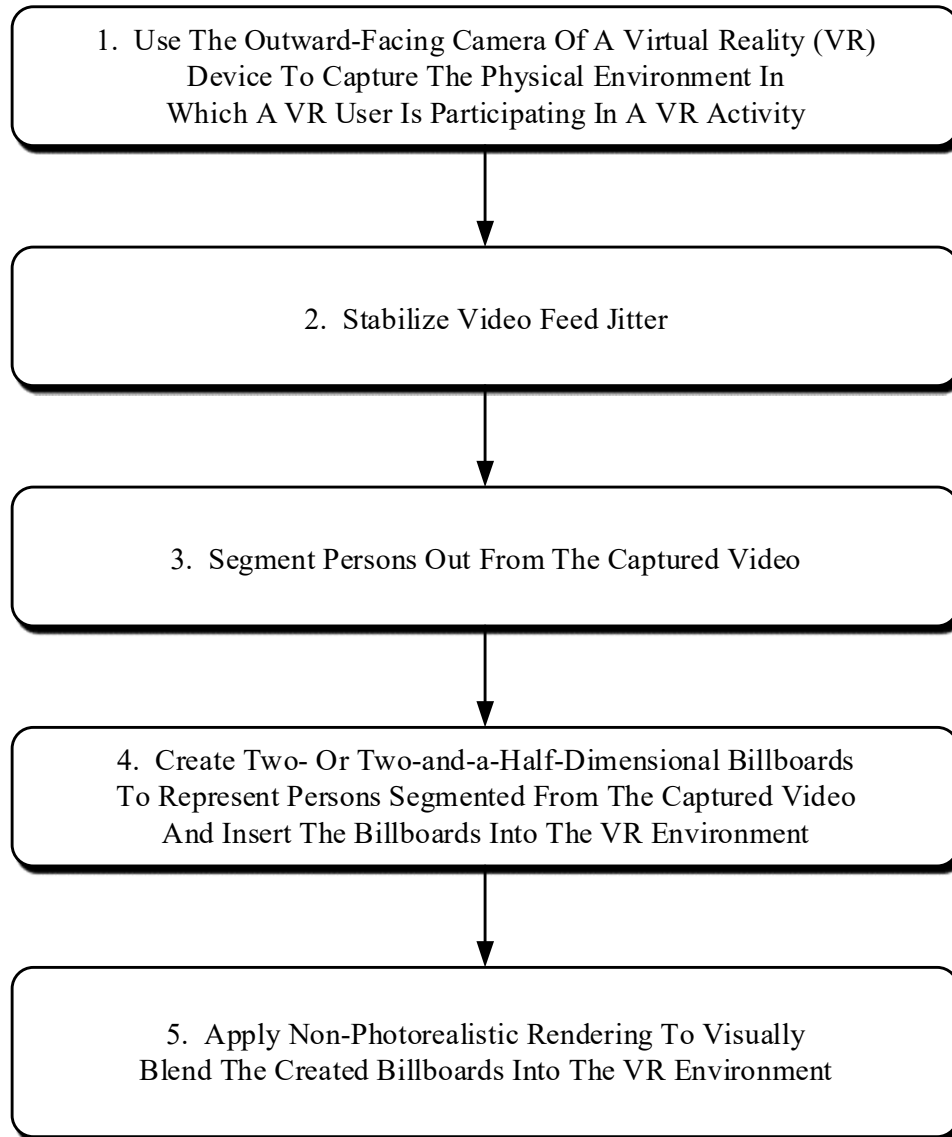 1. Use The Outward-Facing Camera Of A Virtual Reality (VR)
Device To Capture The Physical Environment In
Which A VR User Is Participating In A VR Activity
2. Stabilize Video Feed Jitter
3. Segment Persons Out From The Captured Video
4. Create Two- Or Two-and-a-Half-Dimensional Billboards
To Represent Persons Segmented From The Captured Video
And Insert The Billboards Into The VR Environment
5. Apply Non-Photorealistic Rendering To Visually
Blend The Created Billboards Into The VR Environment